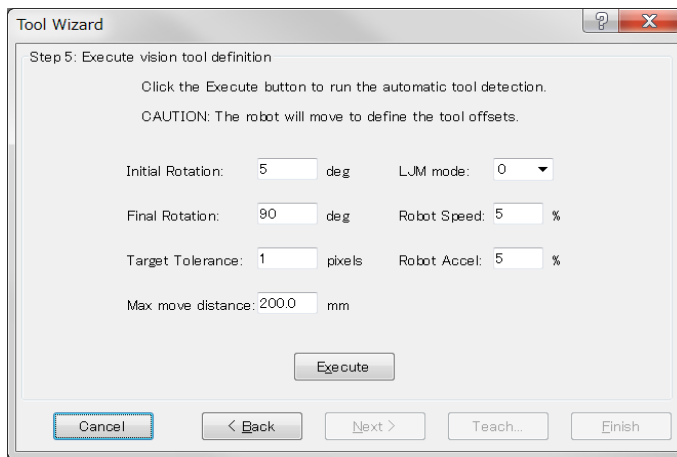 Tool Wizard
Step 5: Execute vision tool definition
Click the Execute button to run the automatic tool detection.
CAUTION: The robot will move to define the tool offsets.
Initial Rotation: 5 deg LJM mode: 0
Final Rotation: 90 deg Robot Speed: 5 %
Target Tolerance: 1 pixels Robot Accel: 5 %
Max move distance: 200.0 mm
Execute
Cancel < Back Next > Teach... Finish